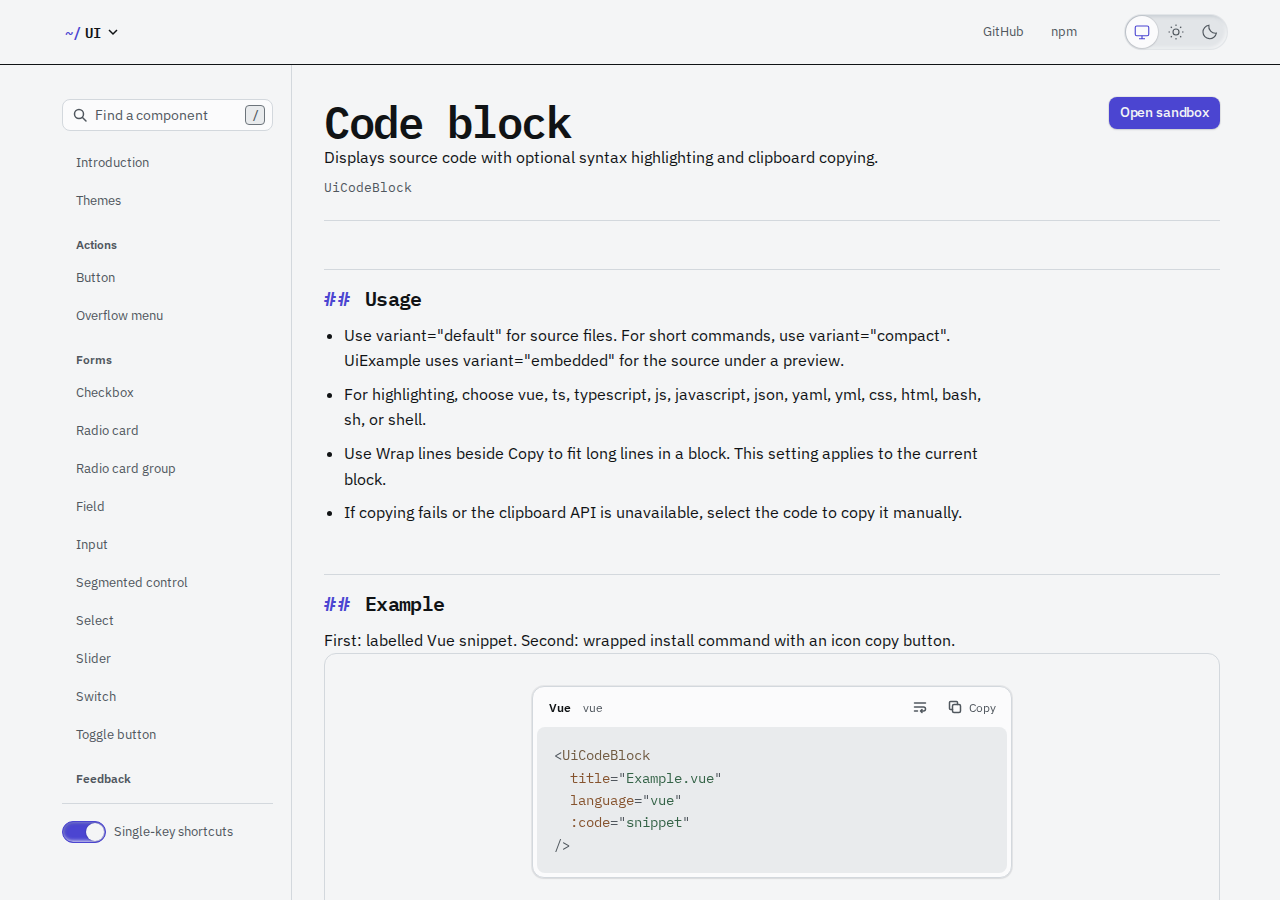 ~/ UI
GitHub
npm
Find a component
/
Introduction
Themes
Actions
Button
Overflow menu
Forms
Checkbox
Radio card
Radio card group
Field
Input
Segmented control
Select
Slider
Switch
Toggle button
Feedback
Single-key shortcuts
Code block
Open sandbox
Displays source code with optional syntax highlighting and clipboard copying.
UiCodeBlock
## Usage
Use variant="default" for source files. For short commands, use variant="compact".
UiExample uses variant="embedded" for the source under a preview.
For highlighting, choose vue, ts, typescript, js, javascript, json, yaml, yml, css, html, bash,
sh, or shell.
Use Wrap lines beside Copy to fit long lines in a block. This setting applies to the current
block.
If copying fails or the clipboard API is unavailable, select the code to copy it manually.
## Example
First: labelled Vue snippet. Second: wrapped install command with an icon copy button.
Vue vue
Copy
<UiCodeBlock
title="Example.vue"
language="vue"
:code="snippet"
/>